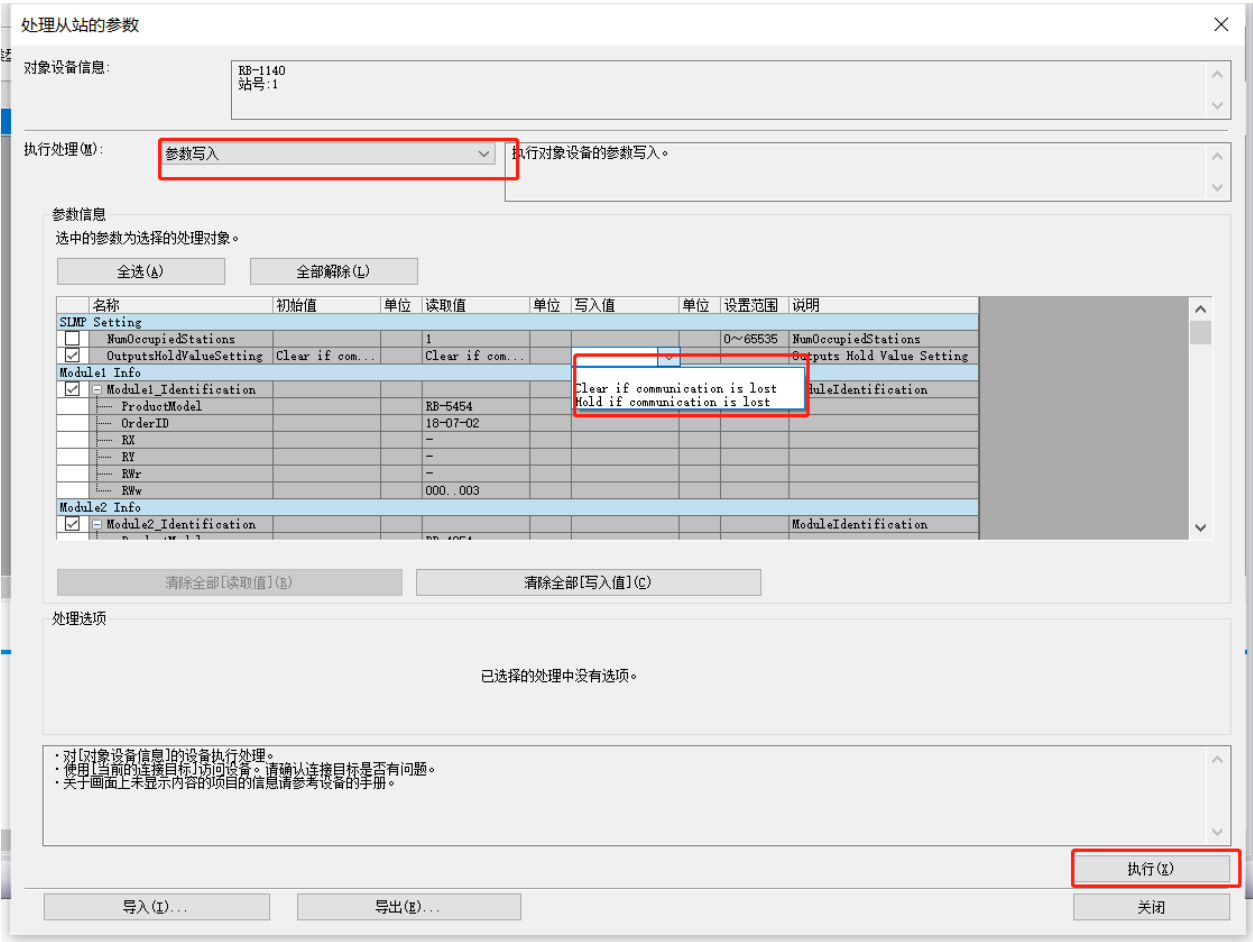 处理从站的参数
对象设备信息:
RB-1140
站号:1
执行处理(M):
参数写入
执行对象设备的参数写入。
参数信息
选中的参数为选择的处理对象。
全选(A) 全部解除(L)
名称 初始值 单位 读取值 单位 写入值 单位 设置范围 说明
SLMP Setting
NumOccupiedStations 1 0～65535 NumOccupiedStations
OutputsHoldValueSetting Clear if com... Clear if com... Outputs Hold Value Setting
Module1 Info
Clear if communication is lost
Hold if communication is lost
Module1_Identification
ProductModel RB-5454
OrderID 18-07-02
RX -
RY -
RWr -
RWw 000..003
Module2 Info
Module2_Identification ModuleIdentification
清除全部[读取值](R) 清除全部[写入值](C)
处理选项
已选择的处理中没有选项。
·对[对象设备信息]的设备执行处理。
·使用[当前的连接目标]访问设备。请确认连接目标是否有问题。
·关于画面上未显示内容的项目的信息请参考设备的手册。
执行(X)
导入(I)... 导出(E)... 关闭